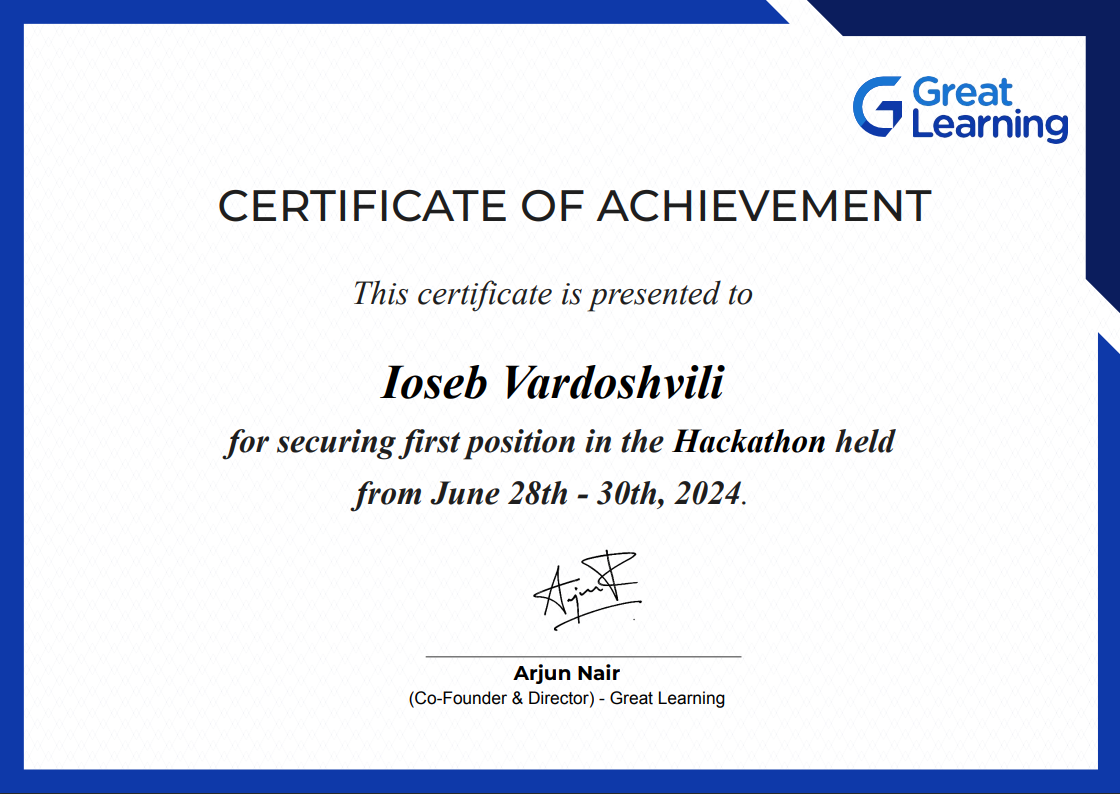 Great
Learning
CERTIFICATE OF ACHIEVEMENT
This certificate is presented to
Ioseb Vardoshvili
for securing first position in the Hackathon held
from June 28th - 30th, 2024.
Arjun
Arjun Nair
(Co-Founder & Director) - Great Learning